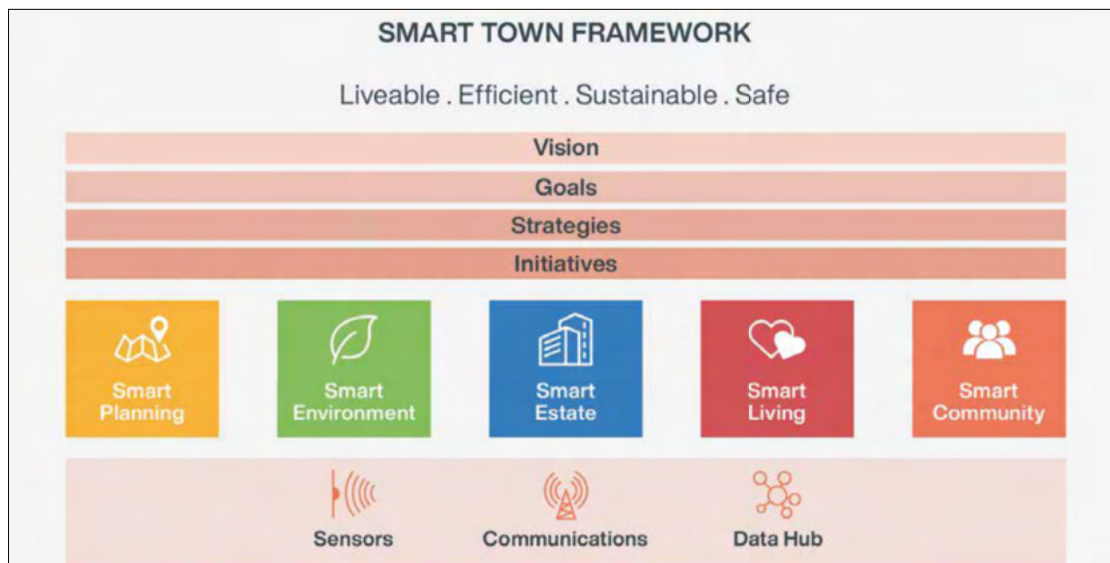 SMART TOWN FRAMEWORK
Liveable . Efficient . Sustainable . Safe
Vision
Goals
Strategies
Initiatives
Smart
Planning
Smart
Environment
Smart
Estate
Smart
Living
Smart
Community
Sensors
Communications
Data Hub